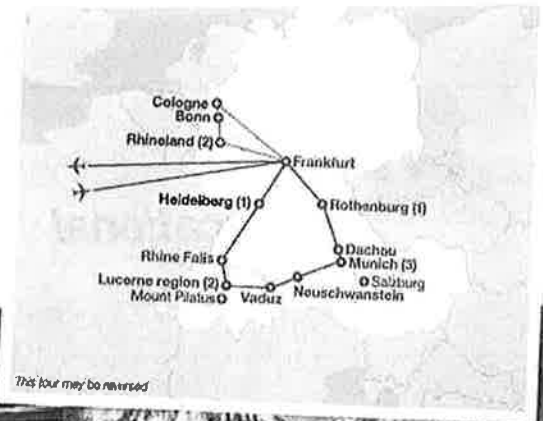 Cologne
Bonn
Rhineland (2)
Frankfurt
Heidelberg (1)
Rothenburg (1)
Rhine Falls
Dachau
Munich (3)
Lucerne region (2)
Salzburg
Mount Pilatus
Vaduz
Neuschwanstein
This tour may be reversed